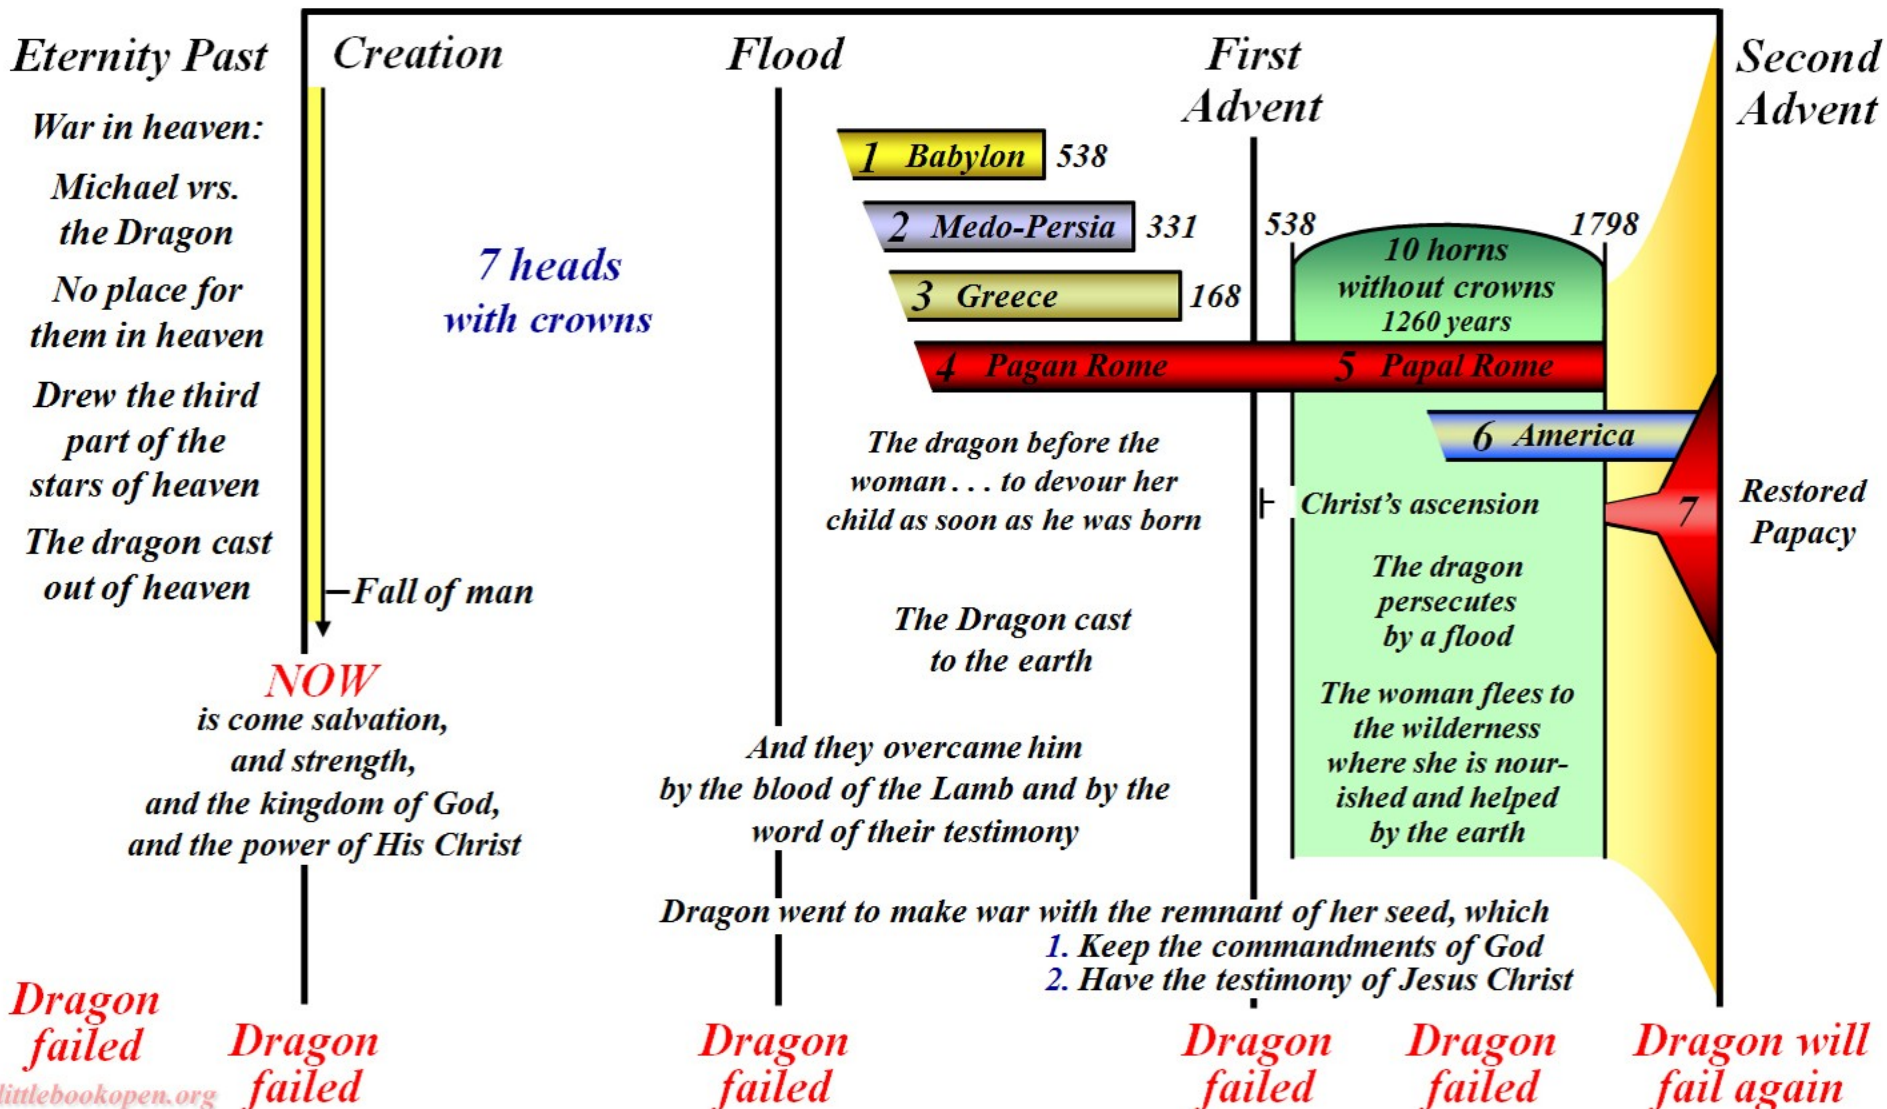 Eternity Past
War in heaven:
Michael vrs.
the Dragon
No place for
them in heaven
Drew the third
part of the
stars of heaven
The dragon cast
out of heaven
Creation
Fall of man
NOW
is come salvation,
and strength,
and the kingdom of God,
and the power of His Christ
7 heads
with crowns
Flood
1 Babylon 538
2 Medo-Persia 331
3 Greece 168
4 Pagan Rome 5 Papal Rome
The dragon before the
woman . . . to devour her
child as soon as he was born
The Dragon cast
to the earth
And they overcame him
by the blood of the Lamb and by the
word of their testimony
First
Advent
538 1798
10 horns
without crowns
1260 years
6 America
Christ's ascension
The dragon
persecutes
by a flood
The woman flees to
the wilderness
where she is nour-
ished and helped
by the earth
Second
Advent
7
Restored
Papacy
Dragon went to make war with the remnant of her seed, which
1. Keep the commandments of God
2. Have the testimony of Jesus Christ
Dragon
failed
Dragon
failed
Dragon
failed
Dragon
failed
Dragon
failed
Dragon will
fail again
littlebookopen.org